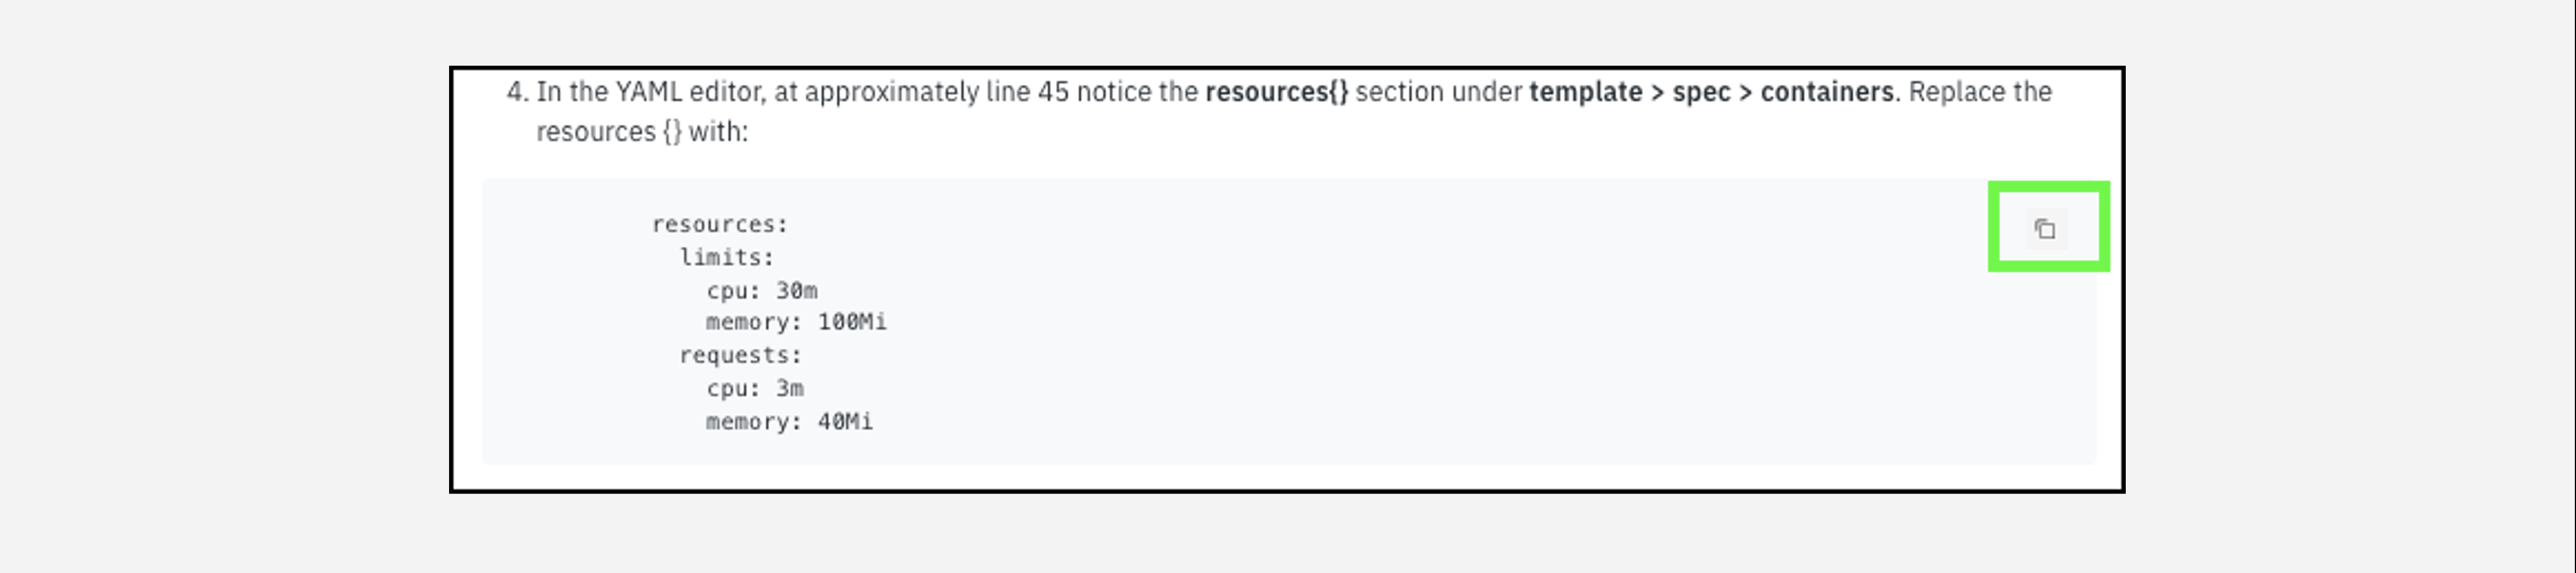 4. In the YAML editor, at approximately line 45 notice the resources{} section under template > spec > containers. Replace the
resources {} with:
resources:
limits:
cpu: 30m
memory: 100Mi
requests:
cpu: 3m
memory: 40Mi